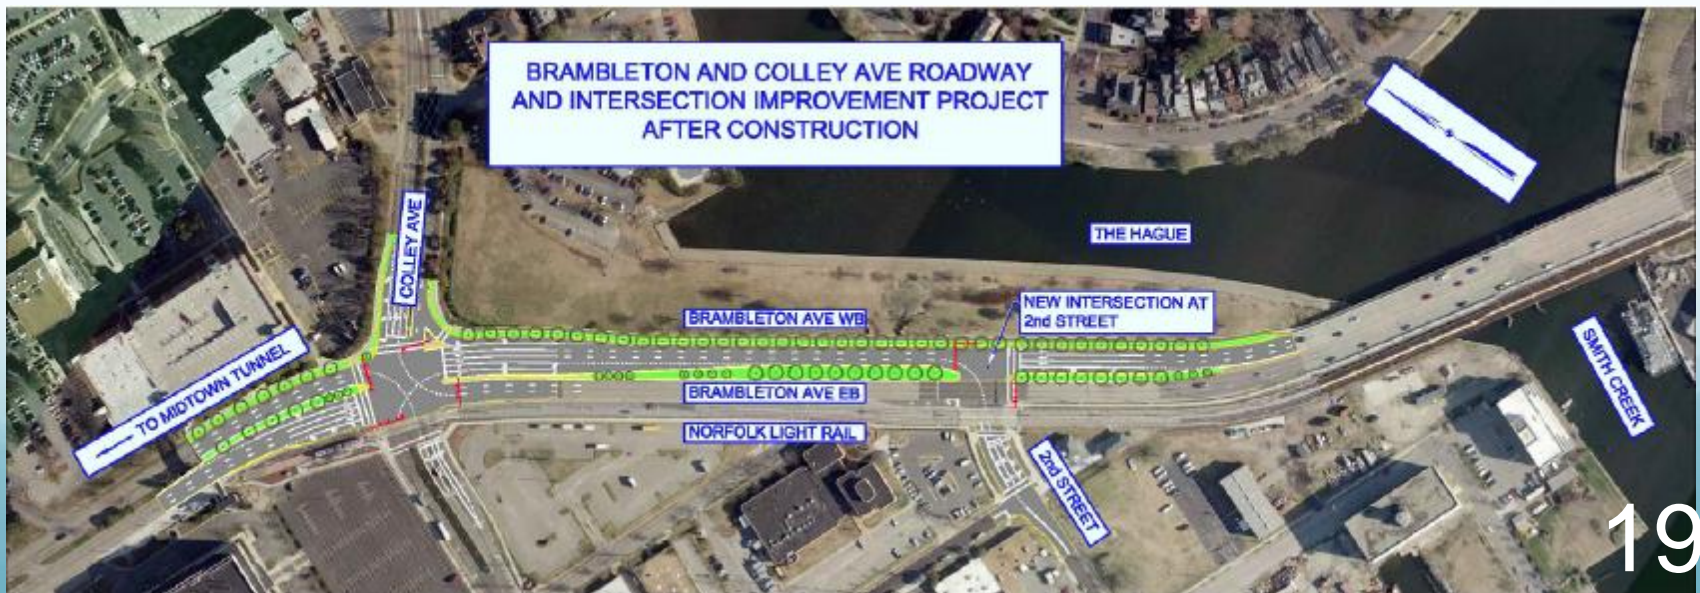 BRAMBLETON AND COLLEY AVE ROADWAY
AND INTERSECTION IMPROVEMENT PROJECT
AFTER CONSTRUCTION
COLLEY AVE
THE HAGUE
NEW INTERSECTION AT
2nd STREET
BRAMBLETON AVE WB
TO MIDTOWN TUNNEL
BRAMBLETON AVE EB
NORFOLK LIGHT RAIL
2nd STREET
SMITH CREEK
19